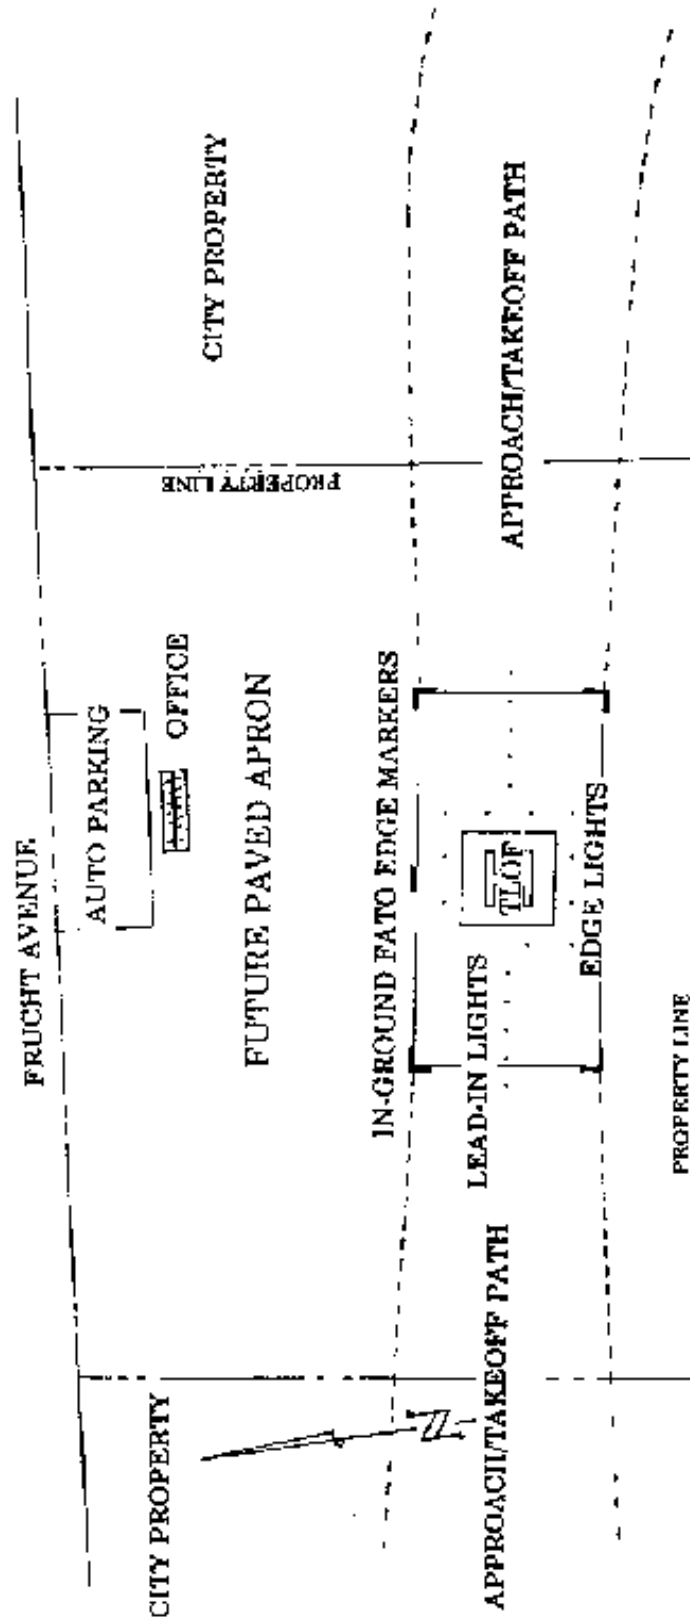 FRUCHT AVENUE
AUTO PARKING
OFFICE
CITY PROPERTY
CITY PROPERTY
FUTURE PAVED APRON
PROPERTY LINE
IN-GROUND FATO EDGE MARKERS
LEAD-IN LIGHTS
H
TLOF
APPROACH/TAKEOFF PATH
APPROACH/TAKEOFF PATH
N
EDGE LIGHTS
PROPERTY LINE